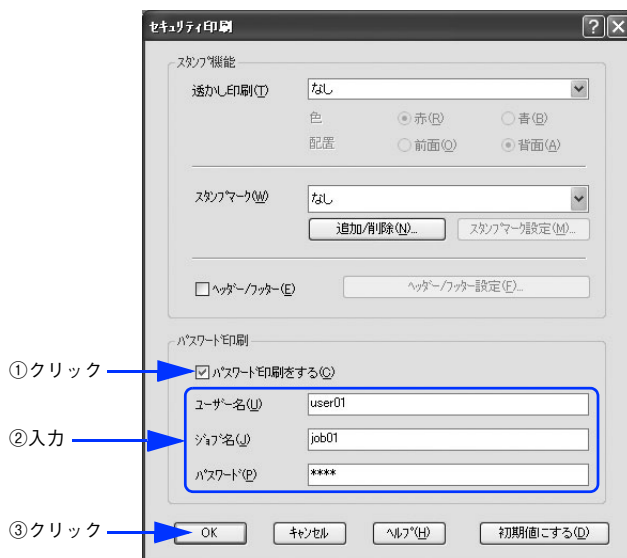 セキュリティ印刷
スタンプ機能
透かし印刷(T) なし
色 赤(R) 青(B)
配置 前面(O) 背面(A)
スタンプマーク(W) なし
追加/削除(N)... スタンプマーク設定(M)...
ヘッダー/フッター(E) ヘッダー/フッター設定(F)...
パスワード印刷
①クリック パスワード印刷をする(C)
ユーザー名(U) user01
②入力 ジョブ名(J) job01
パスワード(P) ****
③クリック OK キャンセル ヘルプ(H) 初期値にする(D)